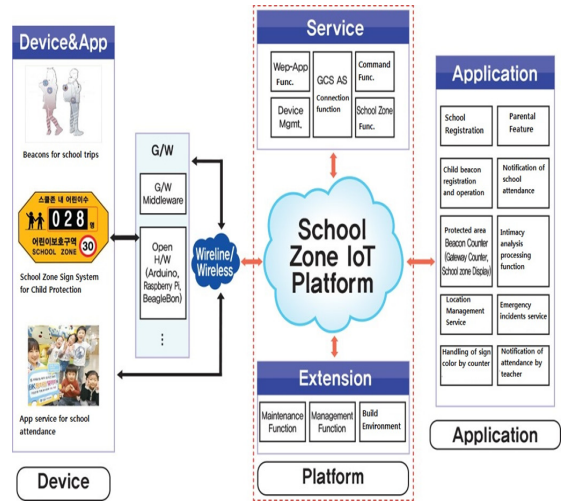 Device&App
Beacons for school trips
스쿨존 내 어린이수
028 명
어린이보호구역
SCHOOL ZONE
30
School Zone Sign System
for Child Protection
App service for school
attendance
Device
G/W
G/W
Middleware
Open
H/W
(Arduino,
Raspberry Pi,
BeagleBon)
Wireline/
Wireless
Service
Wep-App
Func.
GCS AS
Connection
function
Command
Func.
Device
Mgmt.
School Zone
Func.
School
Zone IoT
Platform
Extension
Maintenance
Function
Management
Function
Build
Environment
Platform
Application
School
Registration
Parental
Feature
Child beacon
registration
and operation
Notification of
school
attendance
Protected area
Beacon Counter
(Gateway Counter,
School zone Display)
Intimacy
analysis
processing
function
Location
Management
Service
Emergency
incidents service
Handling of sign
color by counter
Notification of
attendance by
teacher
Application